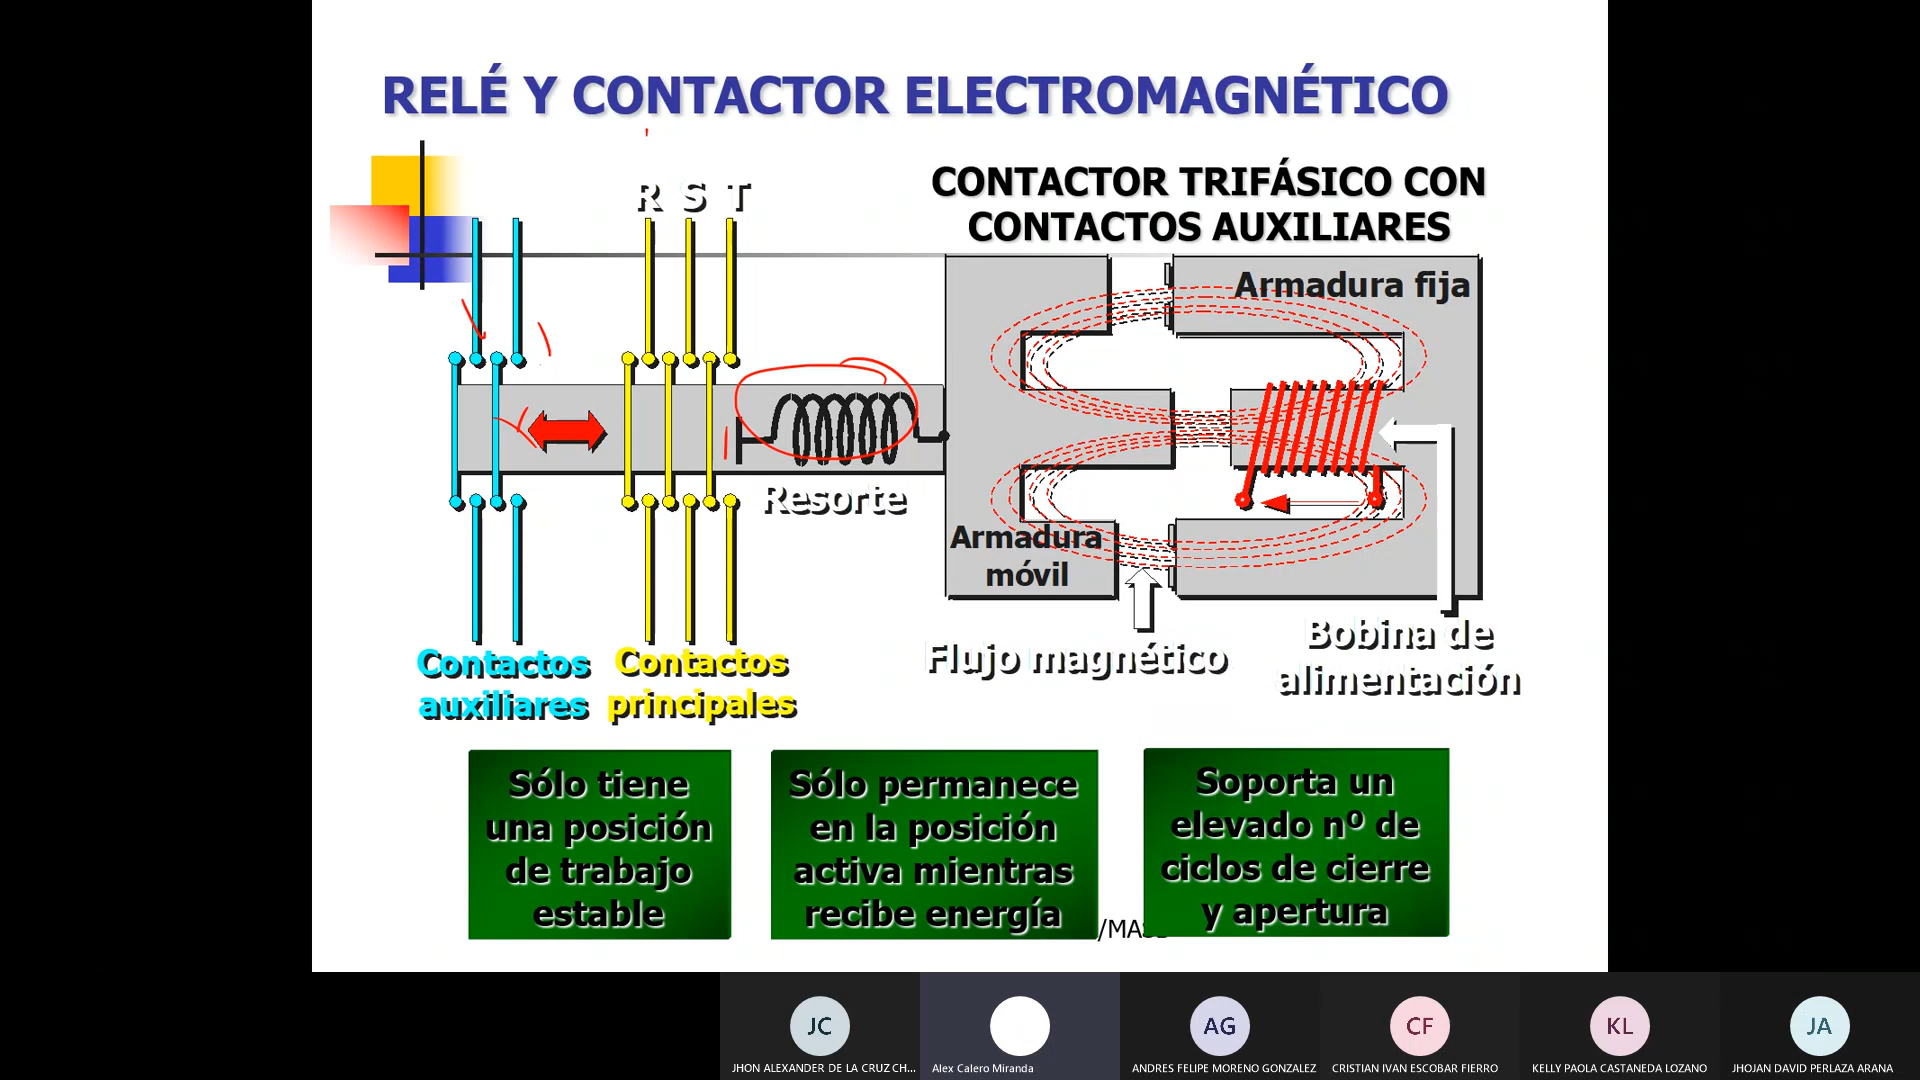 RELÉ Y CONTACTOR ELECTROMAGNÉTICO
CONTACTOR TRIFÁSICO CON
CONTACTOS AUXILIARES
R S T
Armadura fija
Resorte
Armadura
móvil
Flujo magnético
Bobina de
alimentación
Contactos
auxiliares
Contactos
principales
Sólo tiene
una posición
de trabajo
estable
Sólo permanece
en la posición
activa mientras
recibe energía
Soporta un
elevado nº de
ciclos de cierre
y apertura
JC
JHON ALEXANDER DE LA CRUZ CH...
Alex Calero Miranda
AG
ANDRES FELIPE MORENO GONZALEZ
CF
CRISTIAN IVAN ESCOBAR FIERRO
KL
KELLY PAOLA CASTANEDA LOZANO
JA
JHOJAN DAVID PERLAZA ARANA